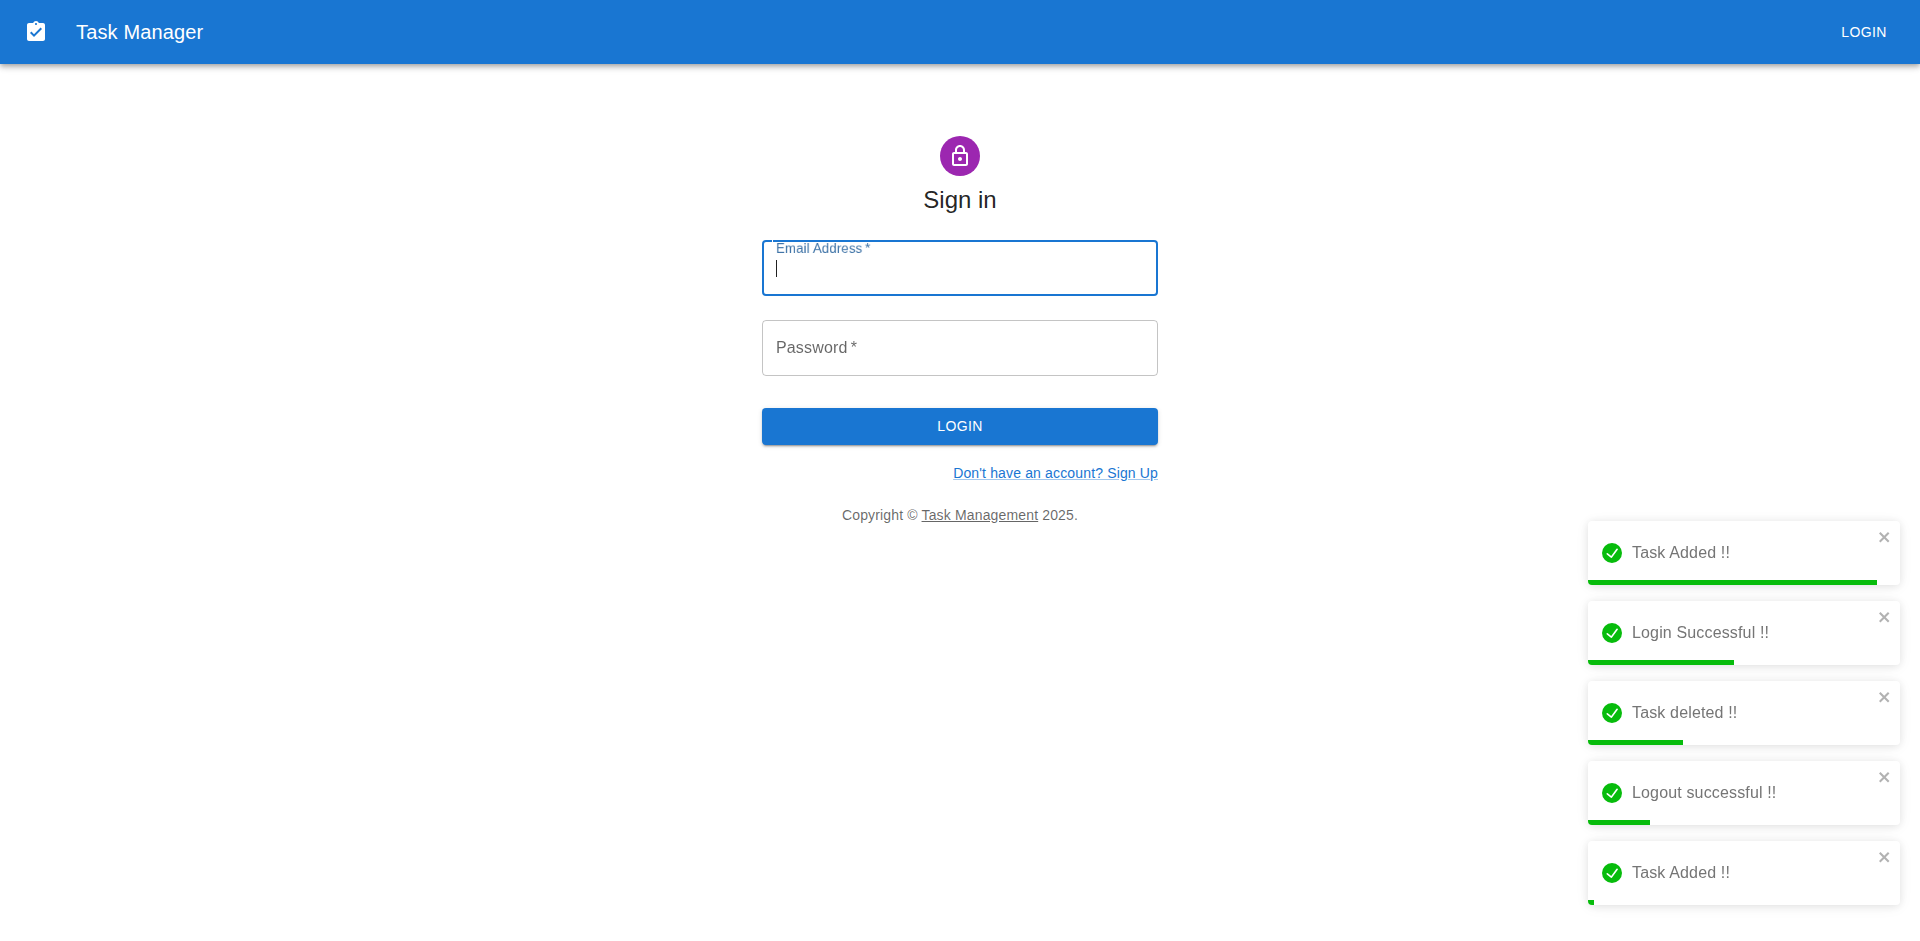 Task Manager
LOGIN
Sign in
Email Address *
Password *
LOGIN
Don't have an account? Sign Up
Copyright © Task Management 2025.
Task Added !!
Login Successful !!
Task deleted !!
Logout successful !!
Task Added !!